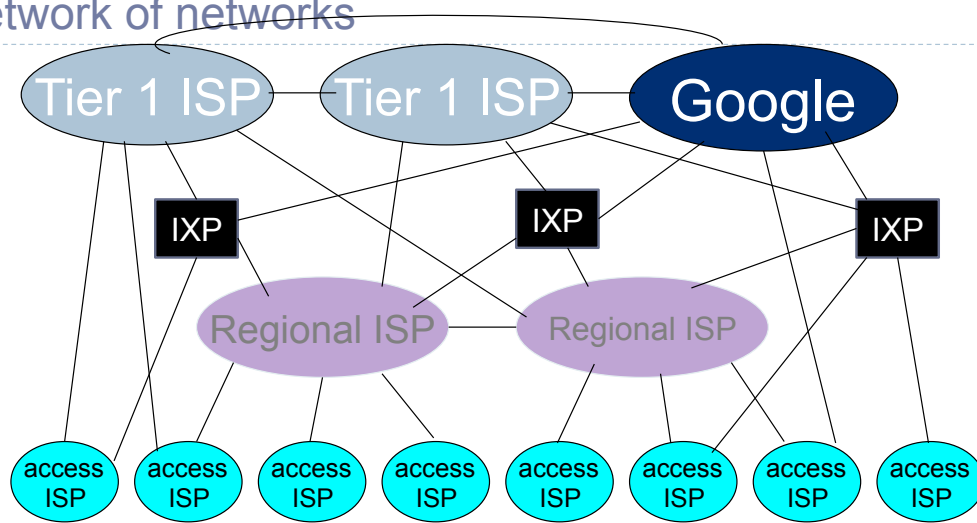 etwork of networks
Tier 1 ISP
Tier 1 ISP
Google
IXP
IXP
IXP
Regional ISP
Regional ISP
access
ISP
access
ISP
access
ISP
access
ISP
access
ISP
access
ISP
access
ISP
access
ISP